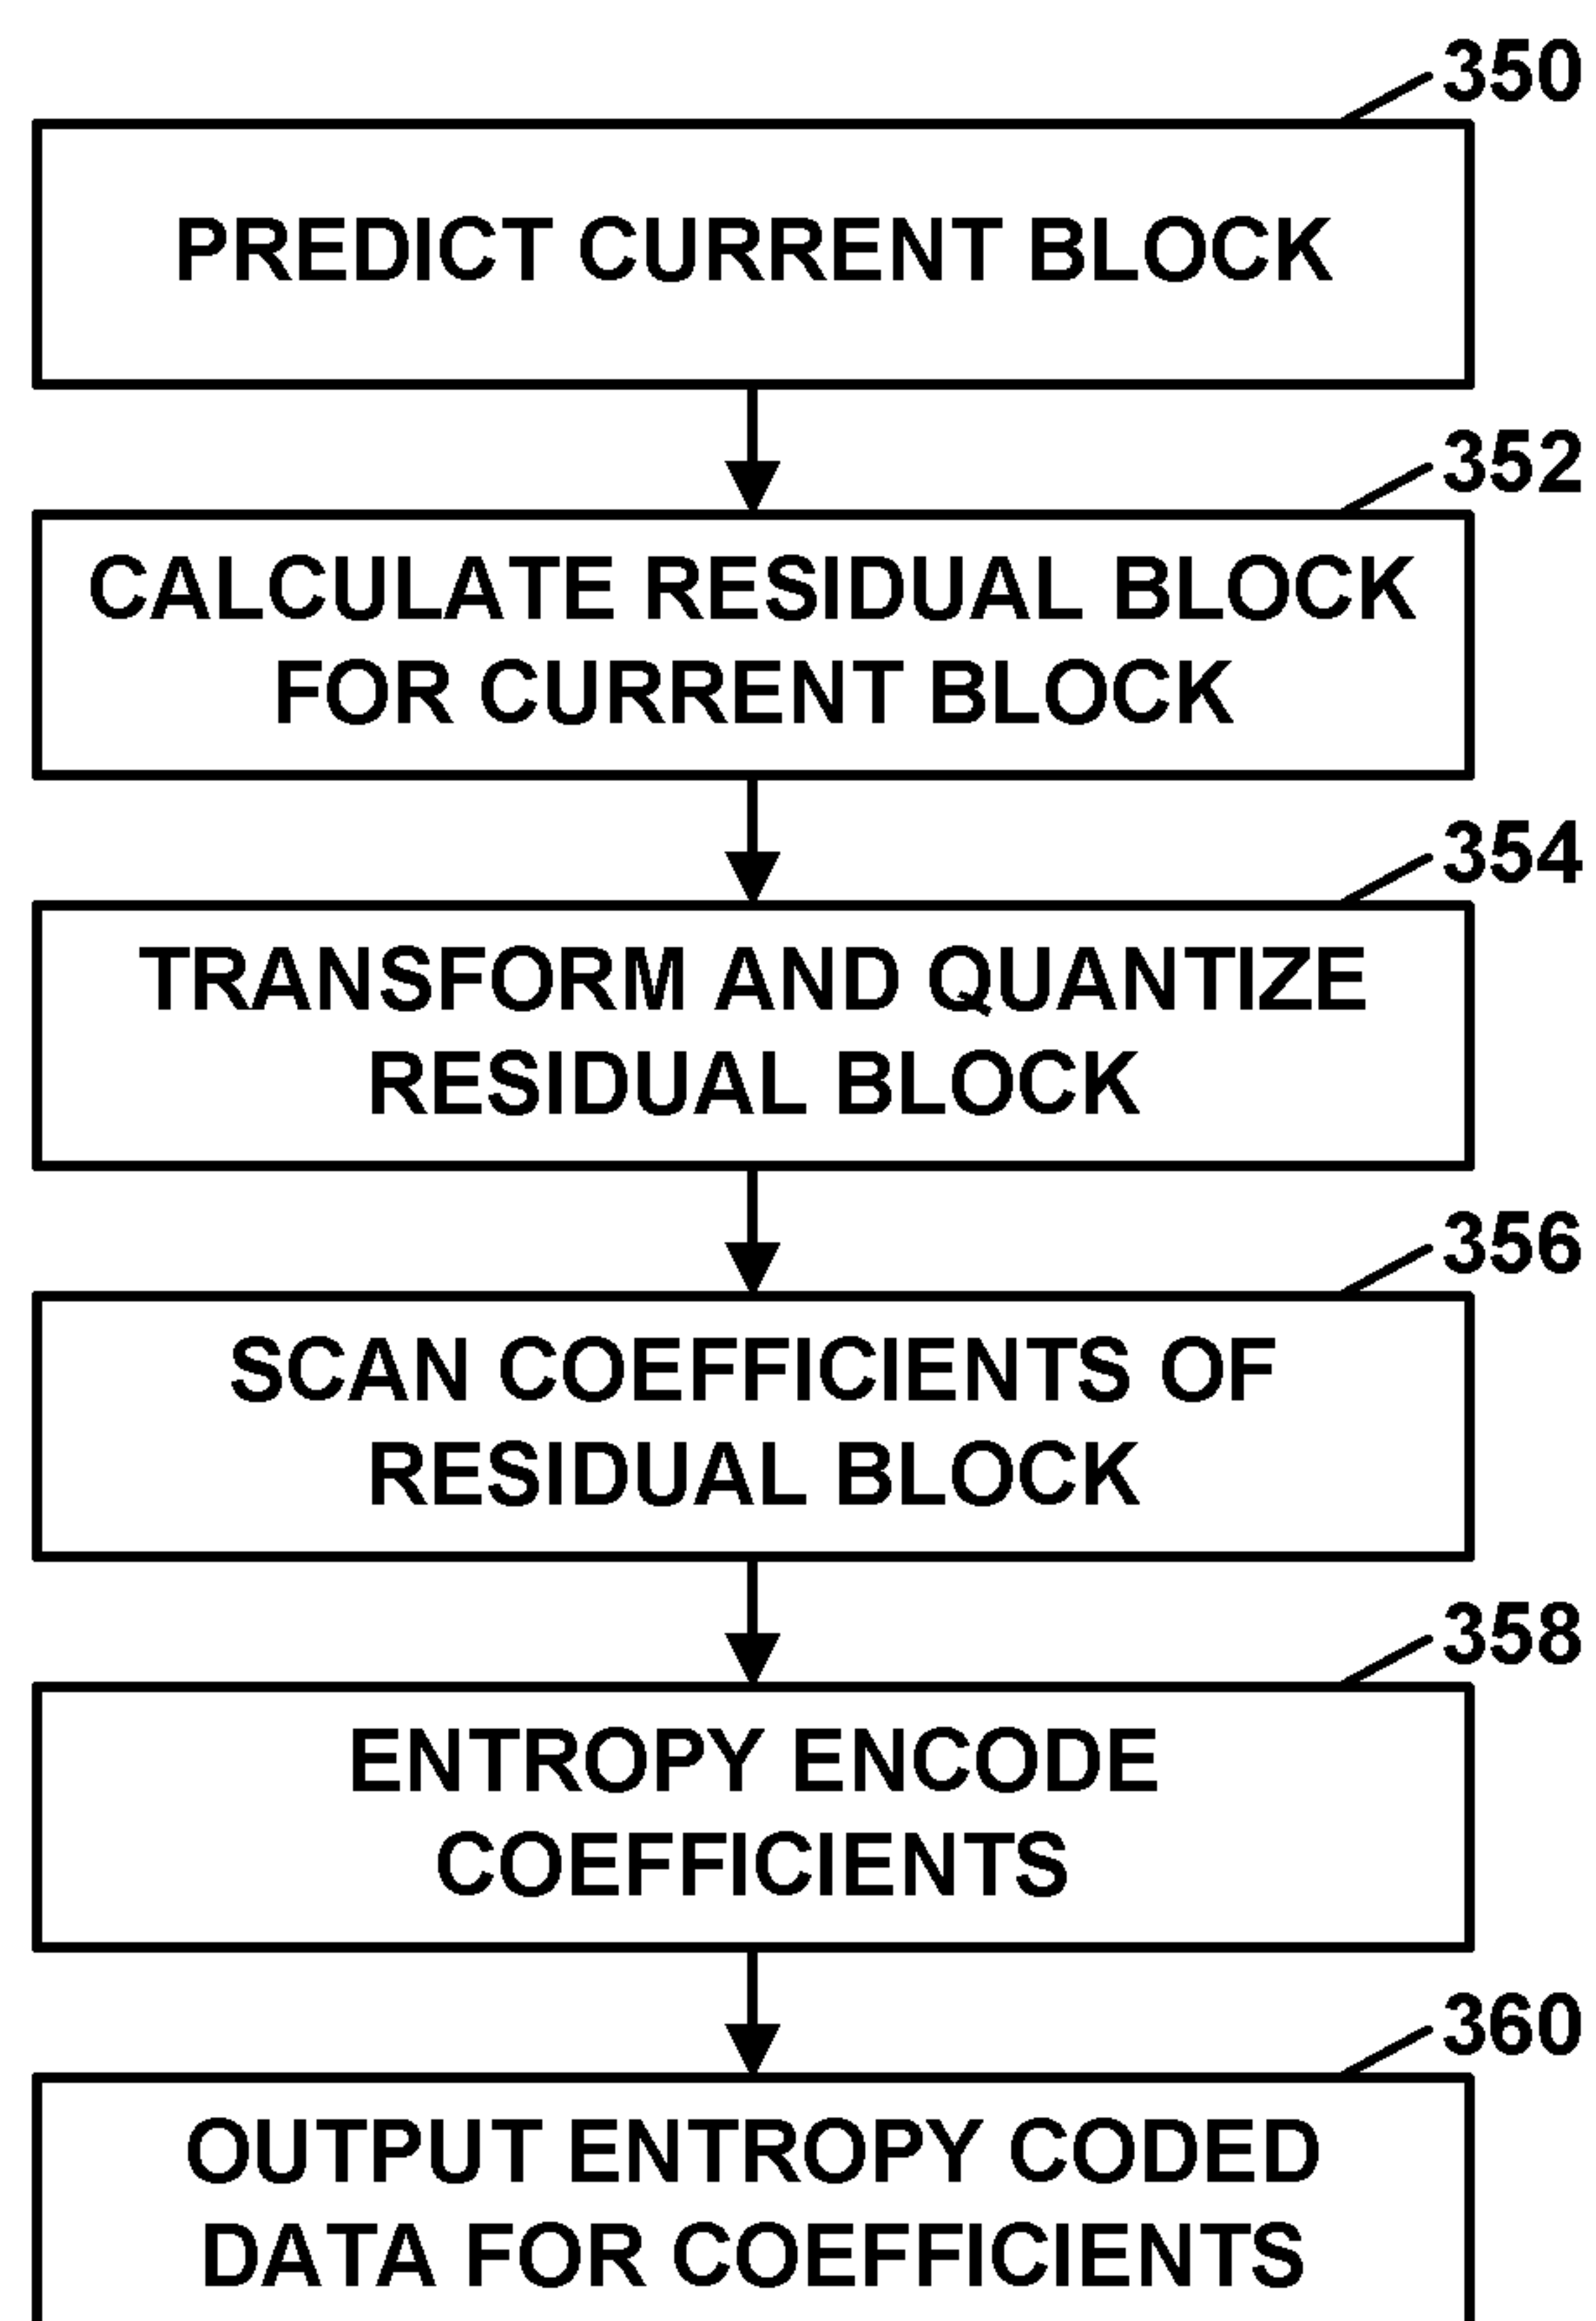 350
PREDICT CURRENT BLOCK
352
CALCULATE RESIDUAL BLOCK
FOR CURRENT BLOCK
354
TRANSFORM AND QUANTIZE
RESIDUAL BLOCK
356
SCAN COEFFICIENTS OF
RESIDUAL BLOCK
358
ENTROPY ENCODE
COEFFICIENTS
360
OUTPUT ENTROPY CODED
DATA FOR COEFFICIENTS